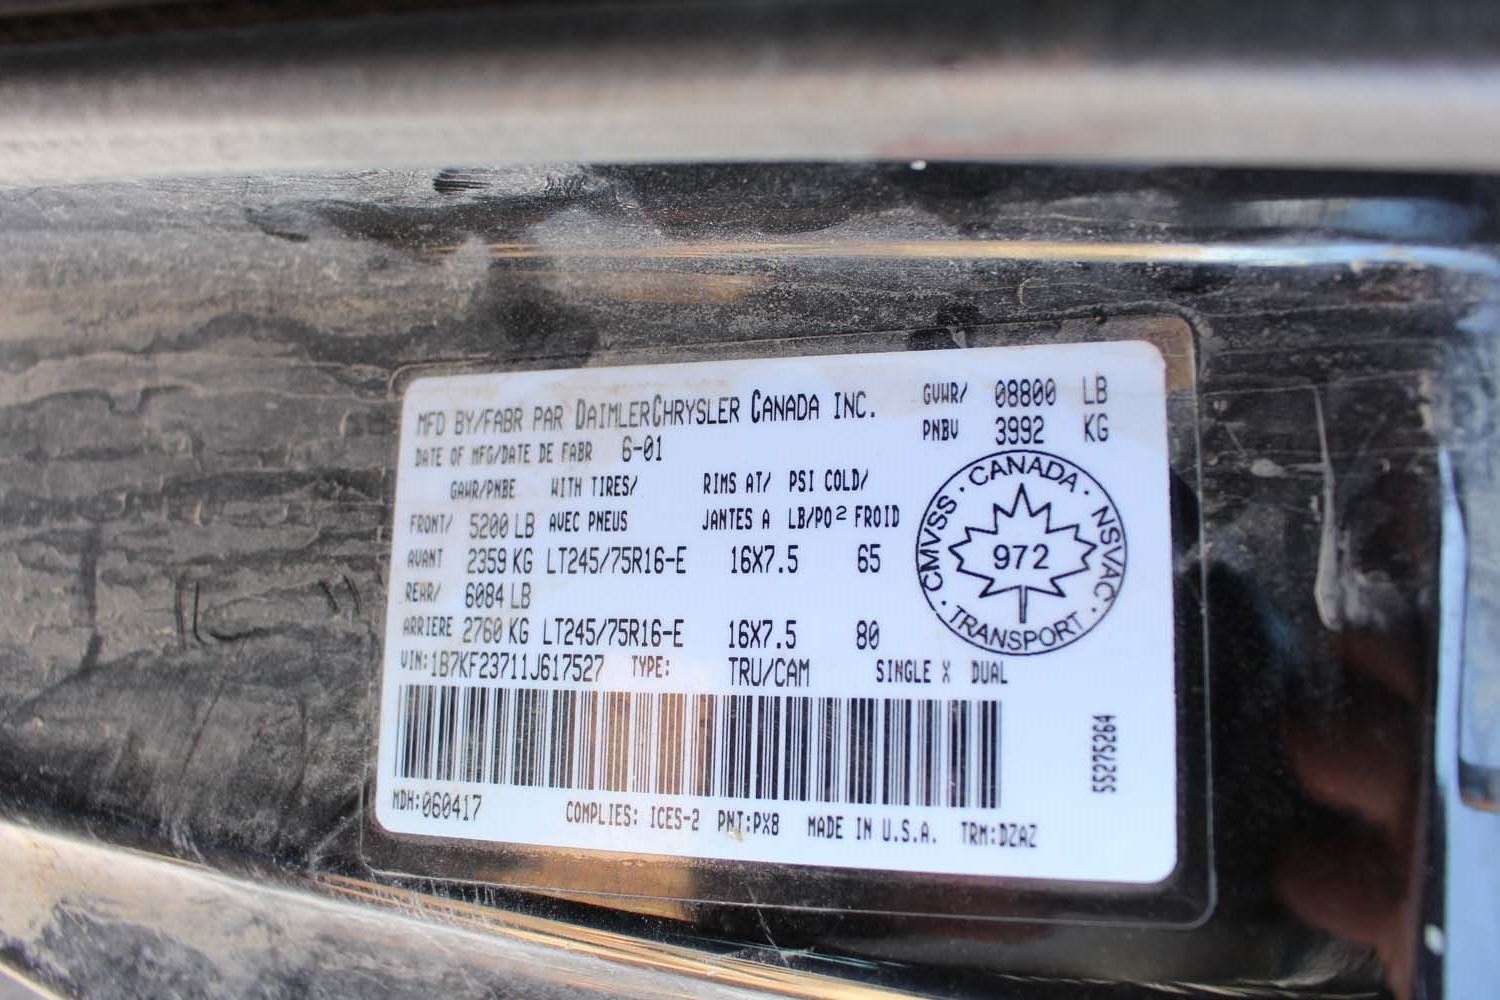 MFD BY/FABR PAR DAIMLERCHRYSLER CANADA INC.
GVWR/ 08800 LB
PNBV 3992 KG
DATE OF MFG/DATE DE FABR 6-01
GAWR/PNBE WITH TIRES/ RIMS AT/ PSI COLD/
FRONT/ 5200 LB AVEC PNEUS JANTES A LB/PO2 FROID
AVANT 2359 KG LT245/75R16-E 16X7.5 65
REAR/ 6084 LB
ARRIERE 2760 KG LT245/75R16-E 16X7.5 80
CMVSS · CANADA · NSVAC · TRANSPORT ·
972
VIN:1B7KF23711J617527 TYPE: TRU/CAM SINGLE X DUAL
55275264
MDH:060417 COMPLIES: ICES-2 PNT:PX8 MADE IN U.S.A. TRM:DZAZ